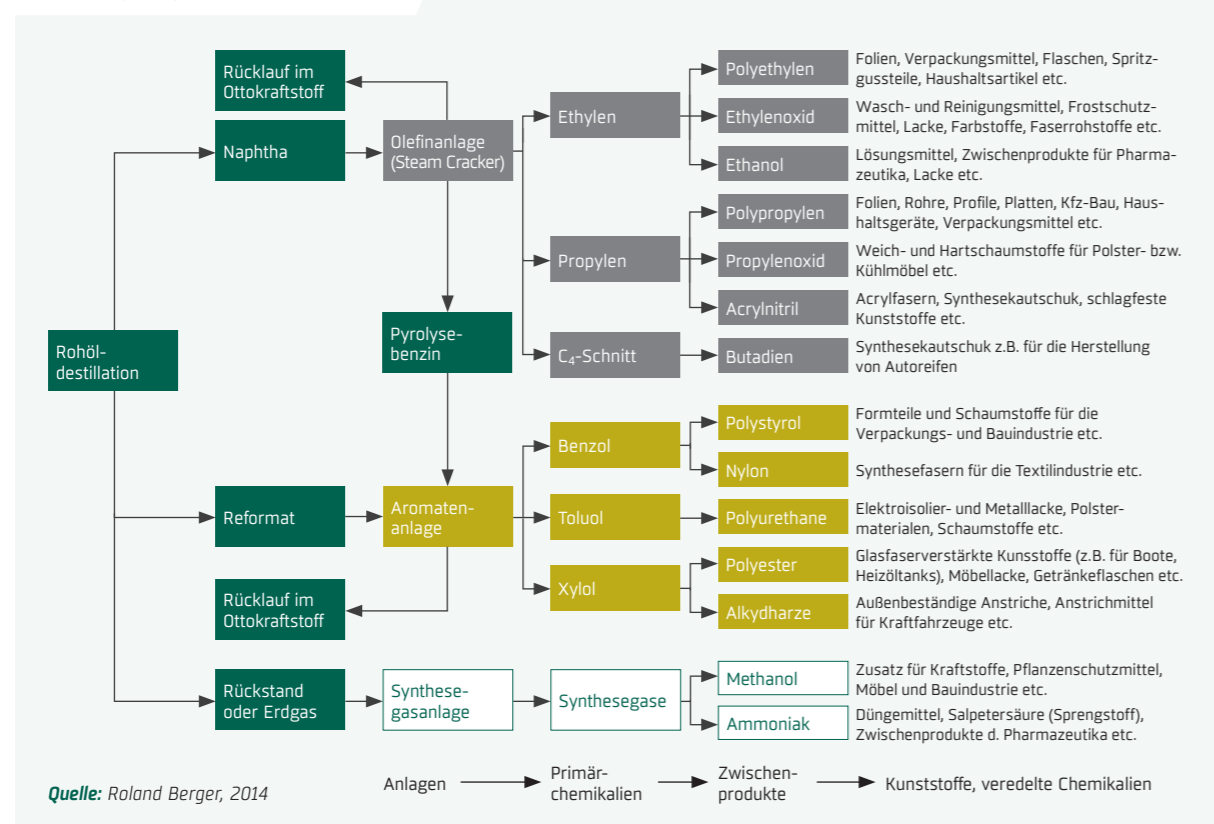 Rücklauf im
Ottokraftstoff
Naphtha
Olefinanlage
(Steam Cracker)
Ethylen
Polyethylen
Folien, Verpackungsmittel, Flaschen, Spritz-
gussteile, Haushaltsartikel etc.
Ethylenoxid
Wasch- und Reinigungsmittel, Frostschutz-
mittel, Lacke, Farbstoffe, Faserrohstoffe etc.
Ethanol
Lösungsmittel, Zwischenprodukte für Pharma-
zeutika, Lacke etc.
Propylen
Polypropylen
Folien, Rohre, Profile, Platten, Kfz-Bau, Haus-
haltsgeräte, Verpackungsmittel etc.
Propylenoxid
Weich- und Hartschaumstoffe für Polster- bzw.
Kühlmöbel etc.
Acrylnitril
Acrylfasern, Synthesekautschuk, schlagfeste
Kunststoffe etc.
Rohöl-
destillation
Pyrolyse-
benzin
C₄-Schnitt
Butadien
Synthesekautschuk z.B. für die Herstellung
von Autoreifen
Reformat
Aromaten-
anlage
Benzol
Polystyrol
Formteile und Schaumstoffe für die
Verpackungs- und Bauindustrie etc.
Nylon
Synthesefasern für die Textilindustrie etc.
Toluol
Polyurethane
Elektroisolier- und Metalllacke, Polster-
materialen, Schaumstoffe etc.
Rücklauf im
Ottokraftstoff
Xylol
Polyester
Glasfaserverstärkte Kunsstoffe (z.B. für Boote,
Heizöltanks), Möbellacke, Getränkeflaschen etc.
Alkydharze
Außenbeständige Anstriche, Anstrichmittel
für Kraftfahrzeuge etc.
Rückstand
oder Erdgas
Synthese-
gasanlage
Synthesegase
Methanol
Zusatz für Kraftstoffe, Pflanzenschutzmittel,
Möbel und Bauindustrie etc.
Ammoniak
Düngemittel, Salpetersäure (Sprengstoff),
Zwischenprodukte d. Pharmazeutika etc.
Quelle: Roland Berger, 2014
Anlagen
Primär-
chemikalien
Zwischen-
produkte
Kunststoffe, veredelte Chemikalien